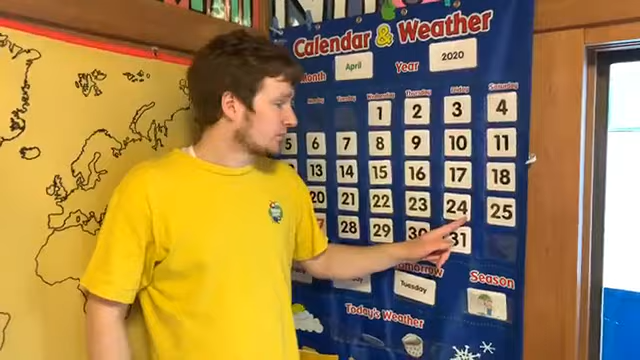 Calendar & Weather
Month April Year 2020
Monday Tuesday Wednesday Thursday Friday Saturday
1 2 3 4
5 6 7 8 9 10 11
13 14 15 16 17 18
20 21 22 23 24 25
28 29 30 31
Tomorrow
Tuesday
Season
Today's Weather